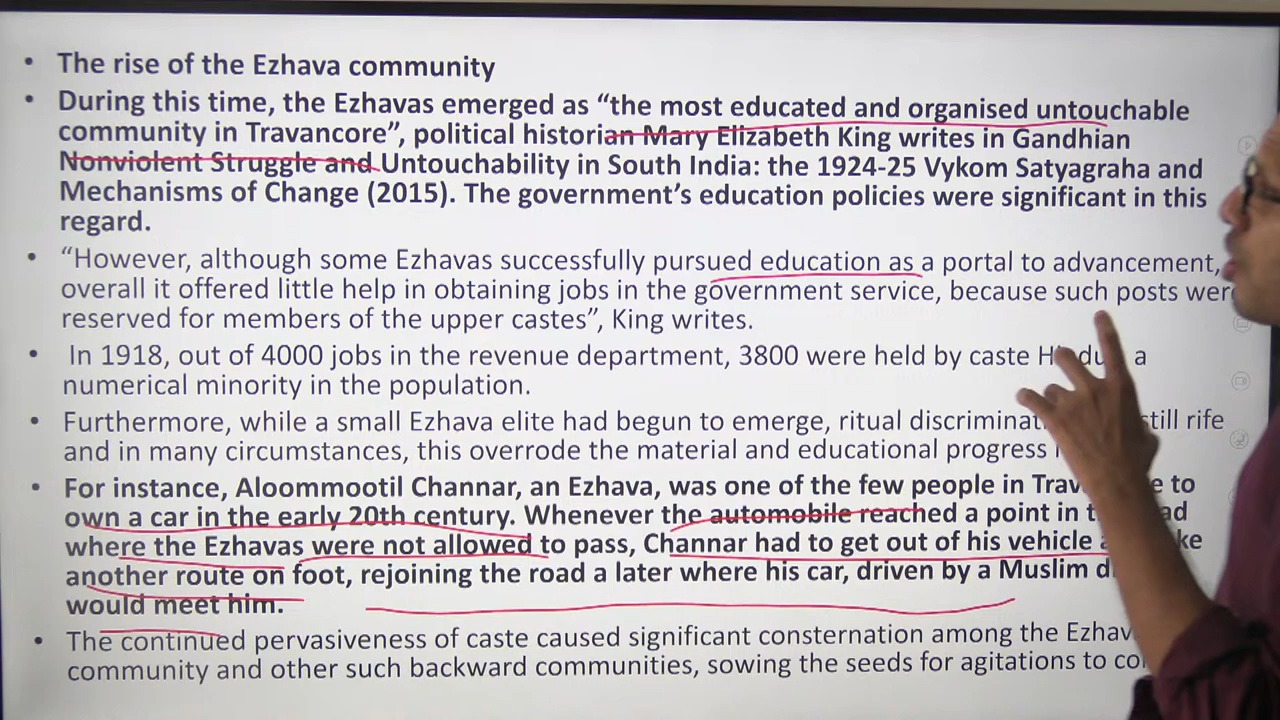 • The rise of the Ezhava community
• During this time, the Ezhavas emerged as “the most educated and organised untouchable
community in Travancore”, political historian Mary Elizabeth King writes in Gandhian
Nonviolent Struggle and Untouchability in South India: the 1924-25 Vykom Satyagraha and
Mechanisms of Change (2015). The government’s education policies were significant in this
regard.
• “However, although some Ezhavas successfully pursued education as a portal to advancement,
overall it offered little help in obtaining jobs in the government service, because such posts were
reserved for members of the upper castes”, King writes.
• In 1918, out of 4000 jobs in the revenue department, 3800 were held by caste a
numerical minority in the population.
• Furthermore, while a small Ezhava elite had begun to emerge, ritual still rife
and in many circumstances, this overrode the material and educational progress
• For instance, Aloommootil Channar, an Ezhava, was one of the few people in to
own a car in the early 20th century. Whenever the automobile reached a point in
where the Ezhavas were not allowed to pass, Channar had to get out of his vehicle
another route on foot, rejoining the road a later where his car, driven by a Muslim
would meet him.
• The continued pervasiveness of caste caused significant consternation among the
community and other such backward communities, sowing the seeds for agitations to